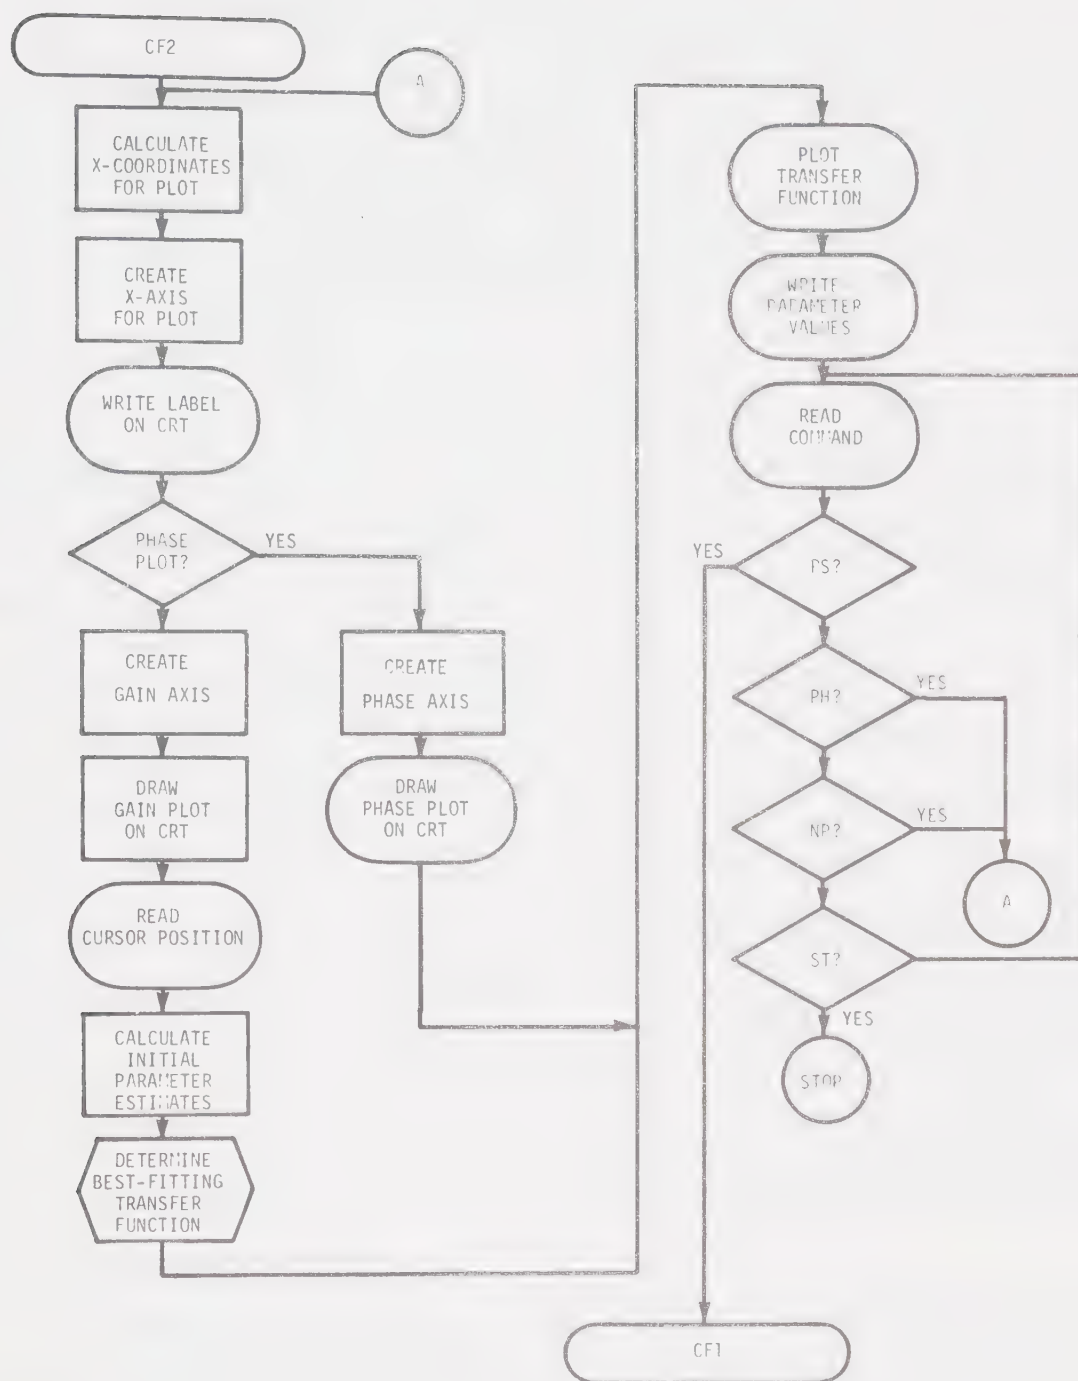 CF2
A
CALCULATE
X-COORDINATES
FOR PLOT
CREATE
X-AXIS
FOR PLOT
WRITE LABEL
ON CRT
PHASE
PLOT?
YES
CREATE
GAIN AXIS
CREATE
PHASE AXIS
DRAW
GAIN PLOT
ON CRT
DRAW
PHASE PLOT
ON CRT
READ
CURSOR POSITION
CALCULATE
INITIAL
PARAMETER
ESTIMATES
DETERMINE
BEST-FITTING
TRANSFER
FUNCTION
PLOT
TRANSFER
FUNCTION
WRITE
PARAMETER
VALUES
READ
COMMAND
YES
PH?
YES
NP?
YES
A
ST?
YES
STOP
CF1